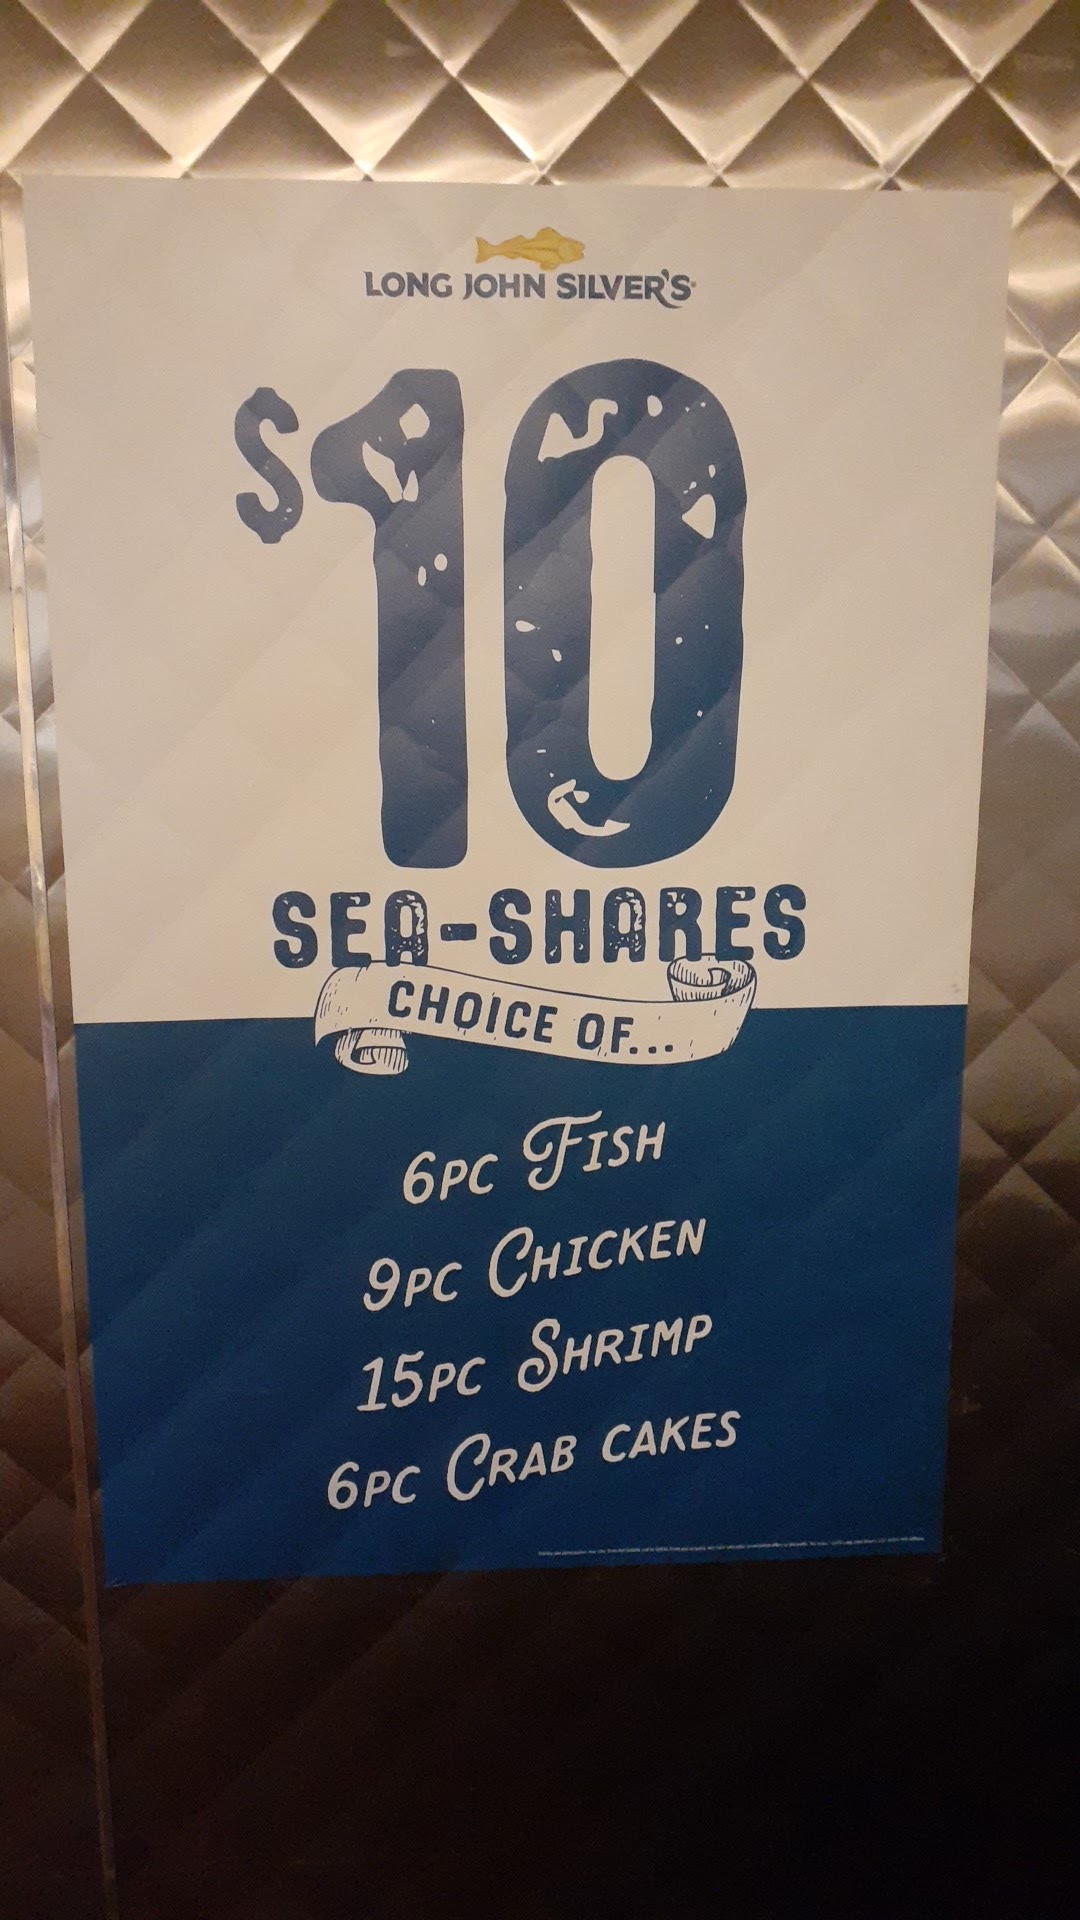 LONG JOHN SILVER'S
$10
SEA-SHARES
CHOICE OF...
6PC FISH
9PC CHICKEN
15PC SHRIMP
6PC CRAB CAKES